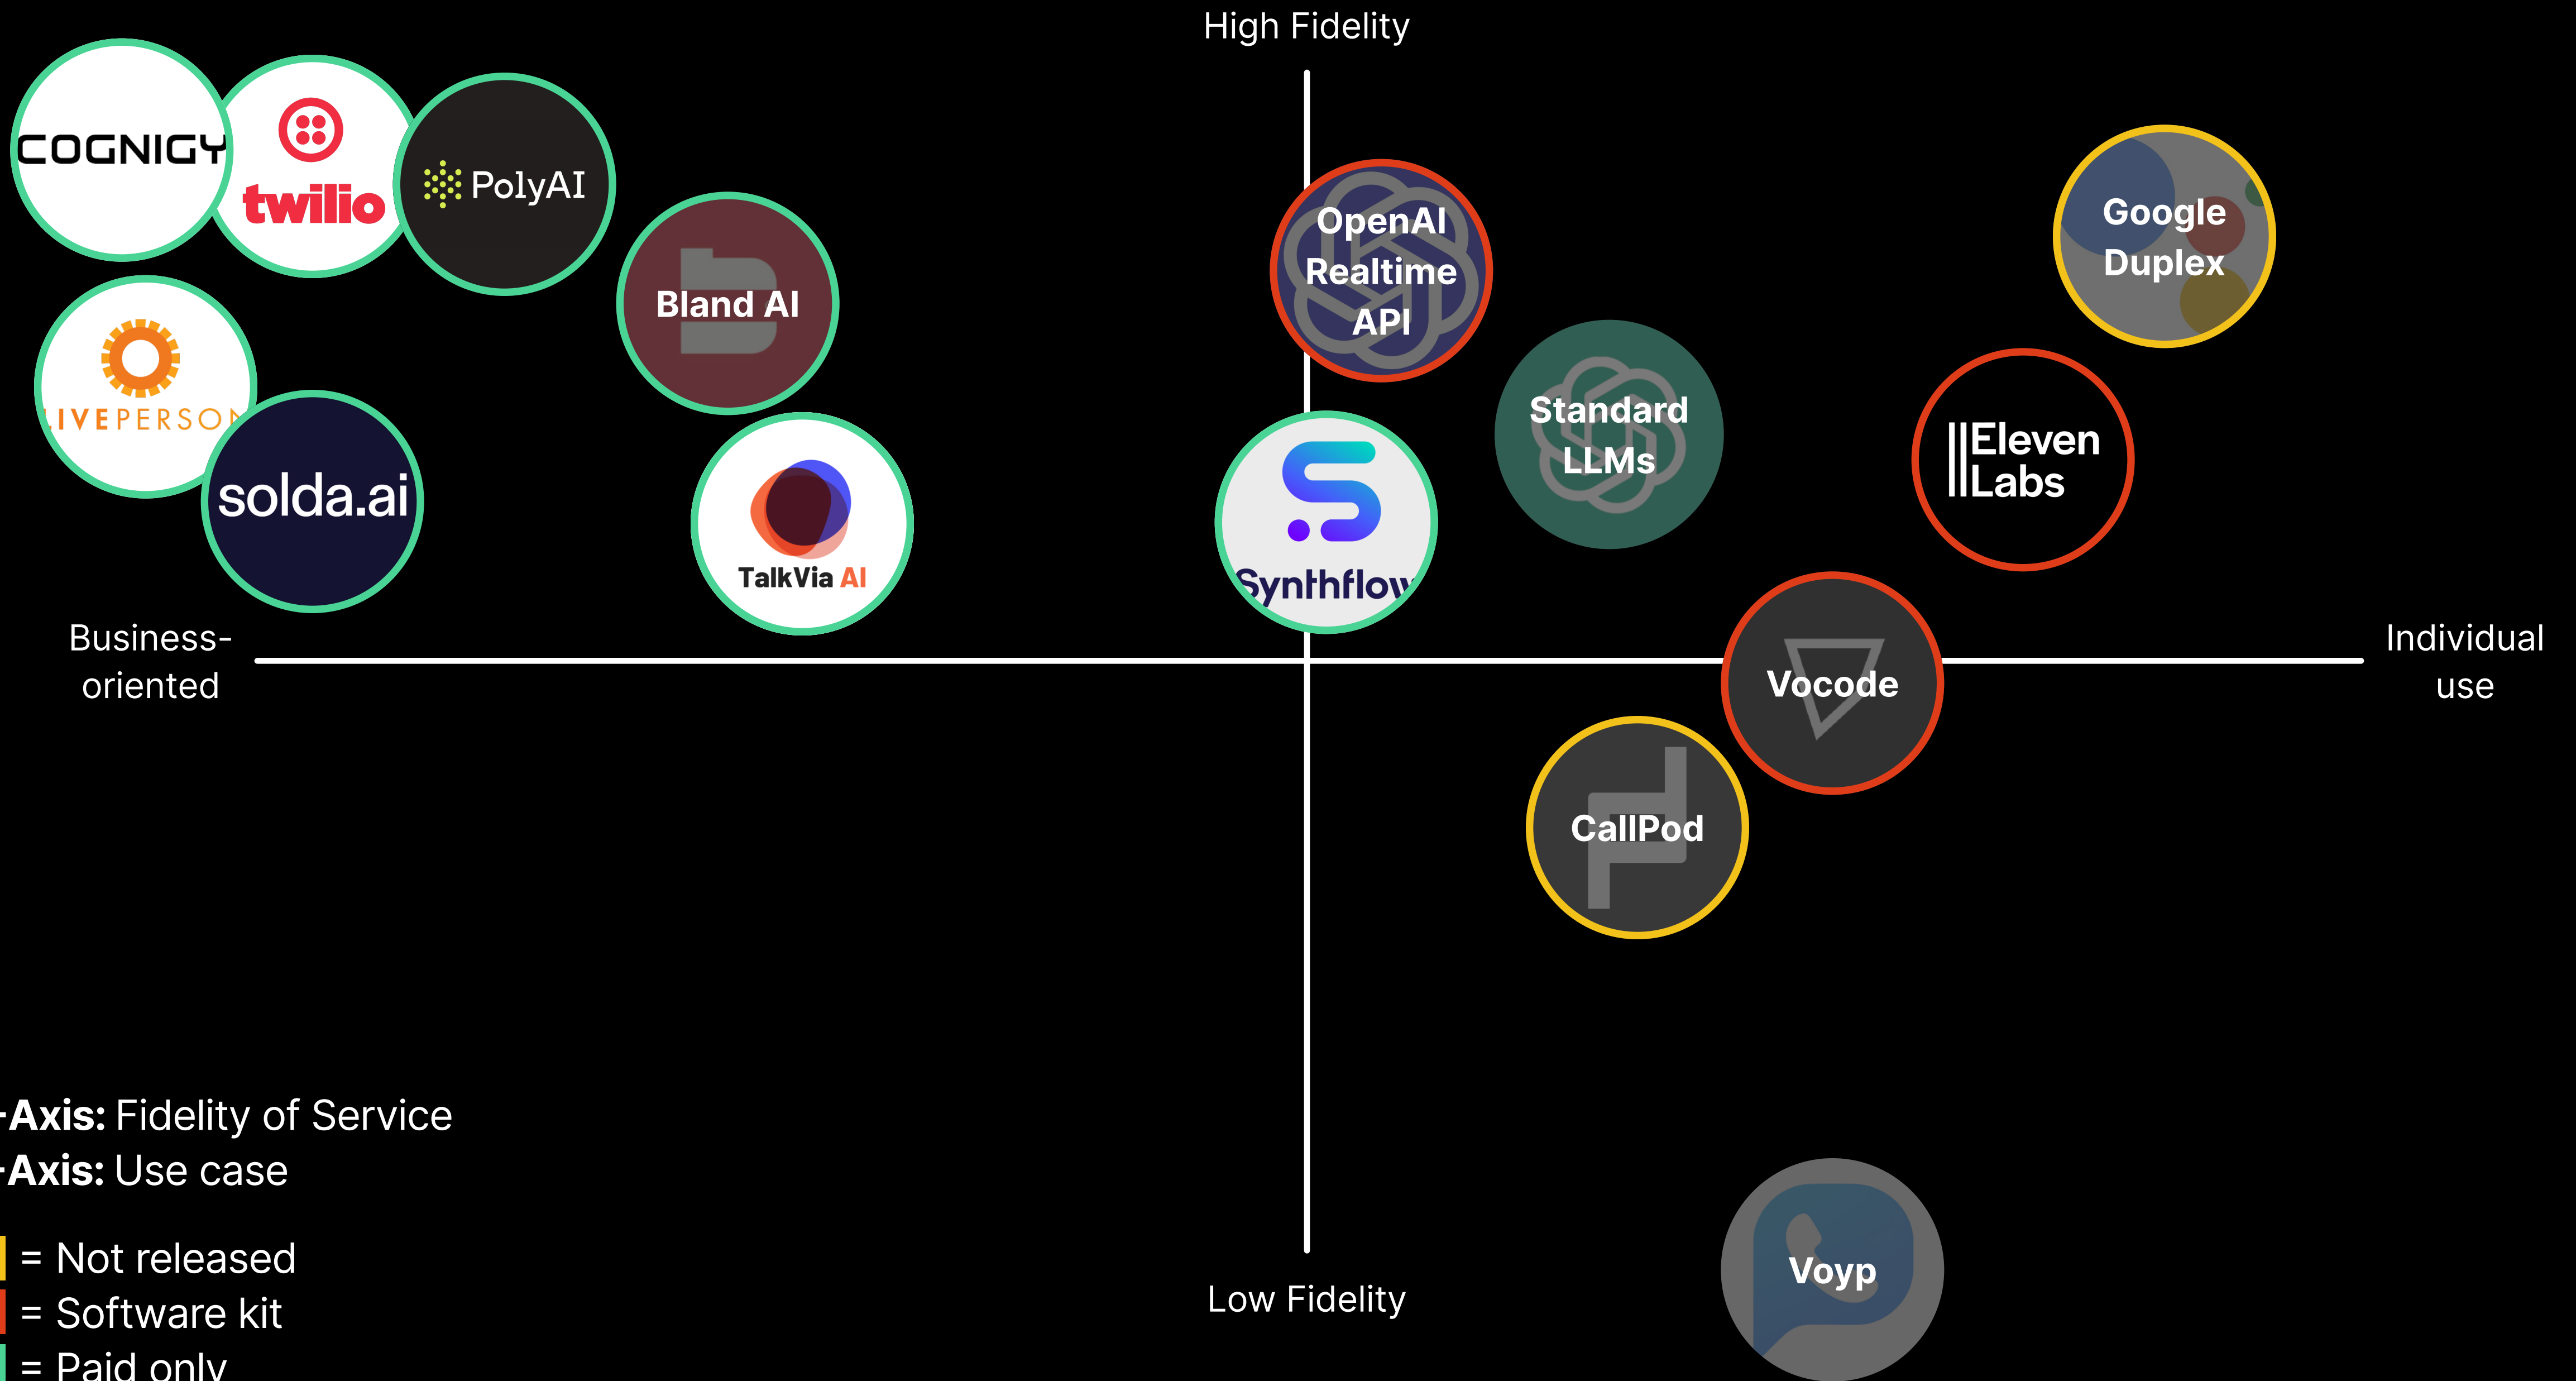 High Fidelity
COGNIGY
twilio
PolyAI
Bland AI
OpenAI
Realtime
API
Google
Duplex
LIVEPERSON
solda.ai
TalkVia AI
Synthflow
Standard
LLMs
Eleven
Labs
Business-
oriented
Individual
use
Vocode
CallPod
-Axis: Fidelity of Service
-Axis: Use case
= Not released
= Software kit
= Paid only
Low Fidelity
Voyp